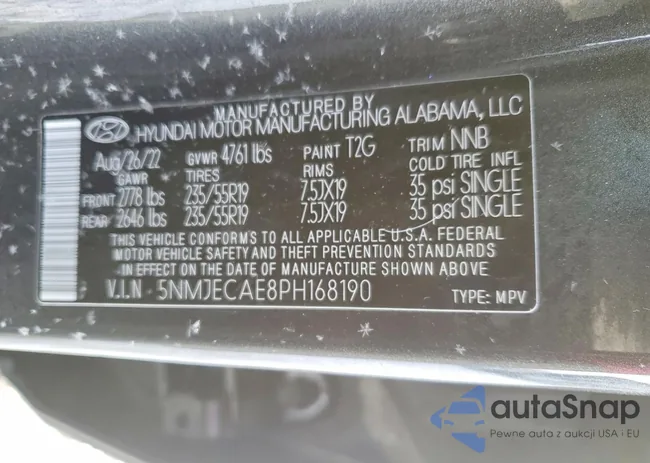 MANUFACTURED BY
HYUNDAI MOTOR MANUFACTURING ALABAMA, LLC
Aug/26/22 GVWR 4761 lbs PAINT T2G TRIM NNB
GAWR TIRES RIMS COLD TIRE INFL
FRONT 2778 lbs 235/55R19 7.5JX19 35 psi SINGLE
REAR 2646 lbs 235/55R19 7.5JX19 35 psi SINGLE
THIS VEHICLE CONFORMS TO ALL APPLICABLE U.S.A. FEDERAL
MOTOR VEHICLE SAFETY AND THEFT PREVENTION STANDARDS
IN EFFECT ON THE DATE OF MANUFACTURE SHOWN ABOVE.
V.I.N 5NMJECAE8PH168190 TYPE: MPV
autoSnap
Pewne auta z aukcji USA i EU